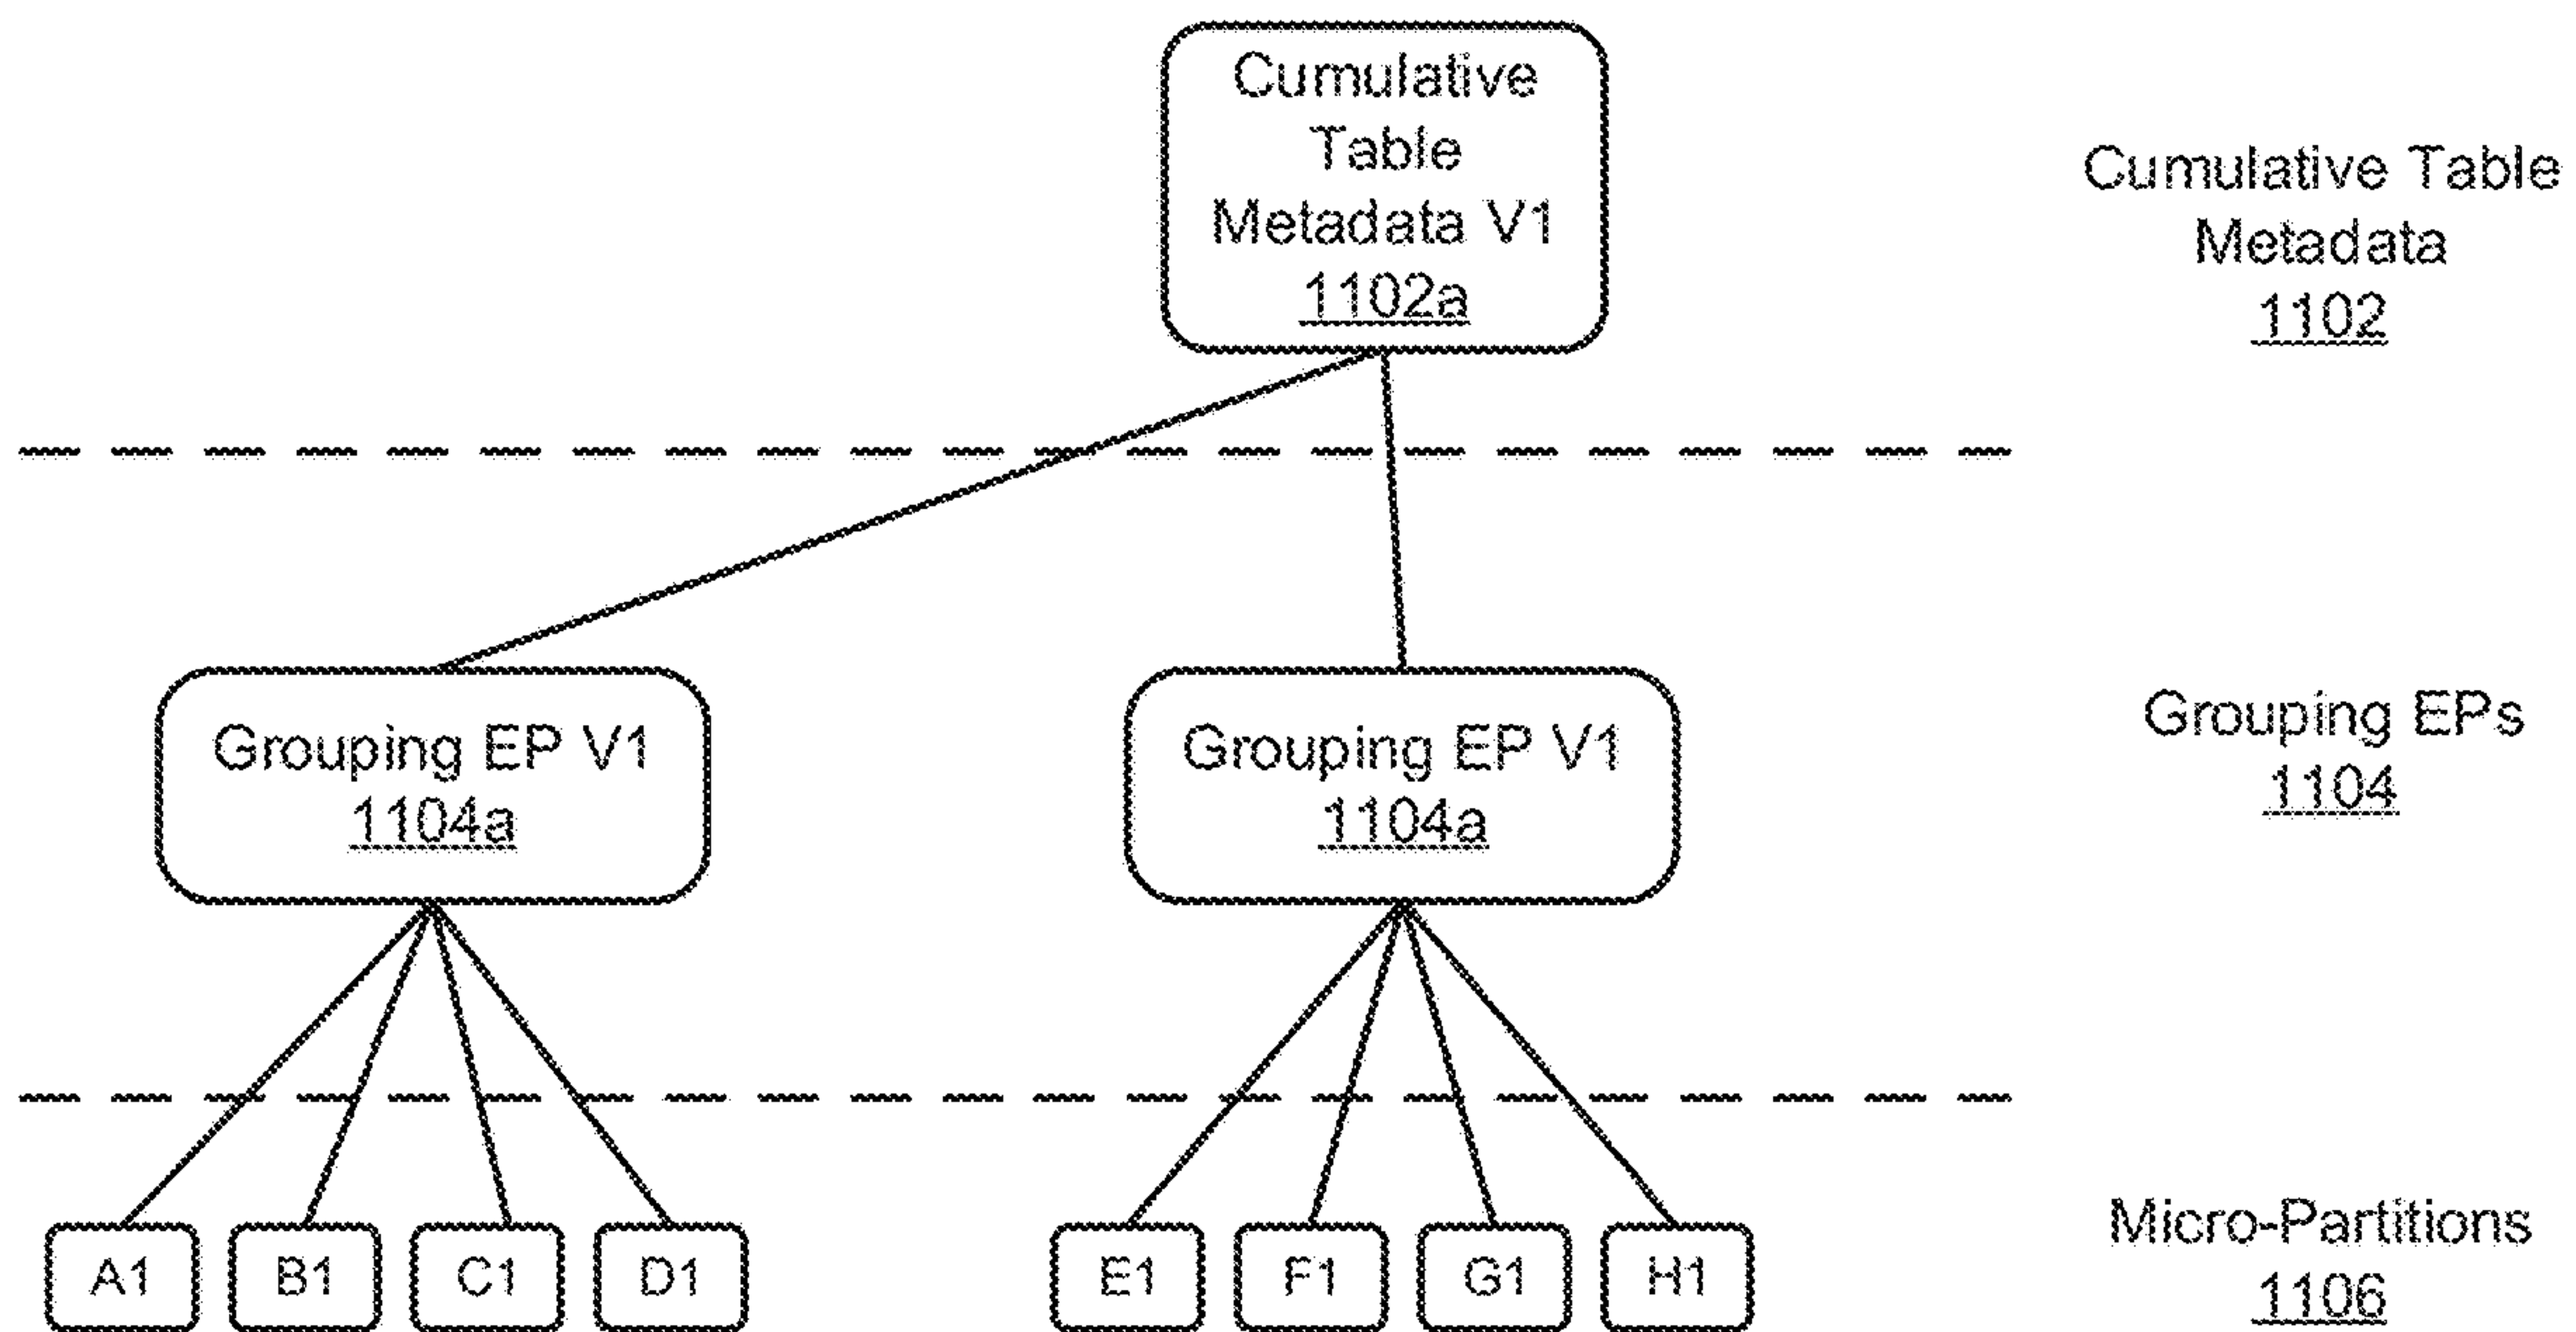 Cumulative
Table
Metadata V1
1102a
Cumulative Table
Metadata
1102
Grouping EP V1
1104a
Grouping EP V1
1104a
Grouping EPs
1104
A1
B1
C1
D1
E1
F1
G1
H1
Micro-Partitions
1106